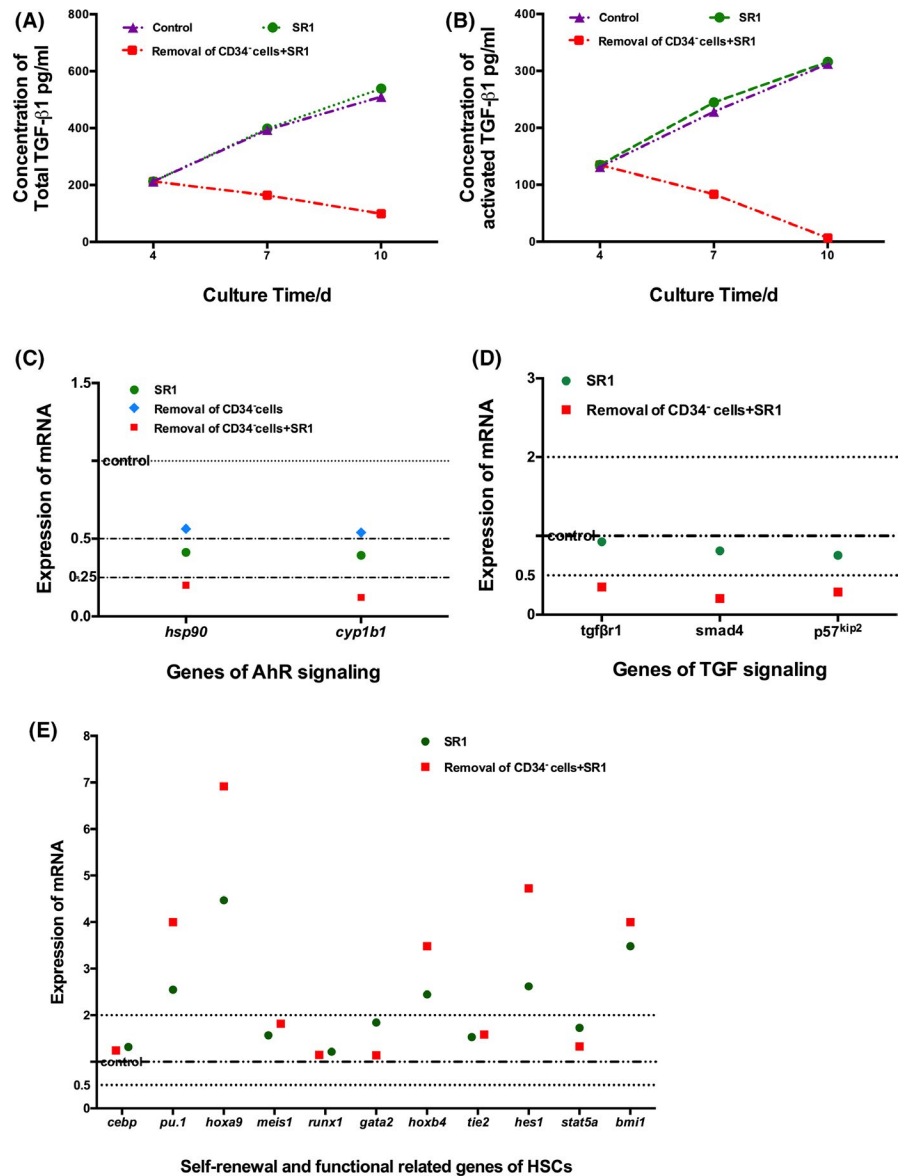 (A)
Control
SR1
Removal of CD34⁻cells+SR1
Concentration of
Total TGF-β1 pg/ml
800
600
400
200
0
4 7 10
Culture Time/d
(B)
Control
SR1
Removal of CD34⁻cells+SR1
Concentration of
activated TGF-β1 pg/ml
400
300
200
100
0
4 7 10
Culture Time/d
(C)
SR1
Removal of CD34⁻cells
Removal of CD34⁻cells+SR1
Expression of mRNA
1.5
control
0.5
0.25
0.0
hsp90 cyp1b1
Genes of AhR signaling
(D)
SR1
Removal of CD34⁻ cells+SR1
Expression of mRNA
3
2
control
0.5
0
tgfβr1 smad4 p57kip2
Genes of TGF signaling
(E)
SR1
Removal of CD34⁻ cells+SR1
Expression of mRNA
8
7
6
5
4
3
2
control
0.5
0
cebp pu.1 hoxa9 meis1 runx1 gata2 hoxb4 tie2 hes1 stat5a bmi1
Self-renewal and functional related genes of HSCs